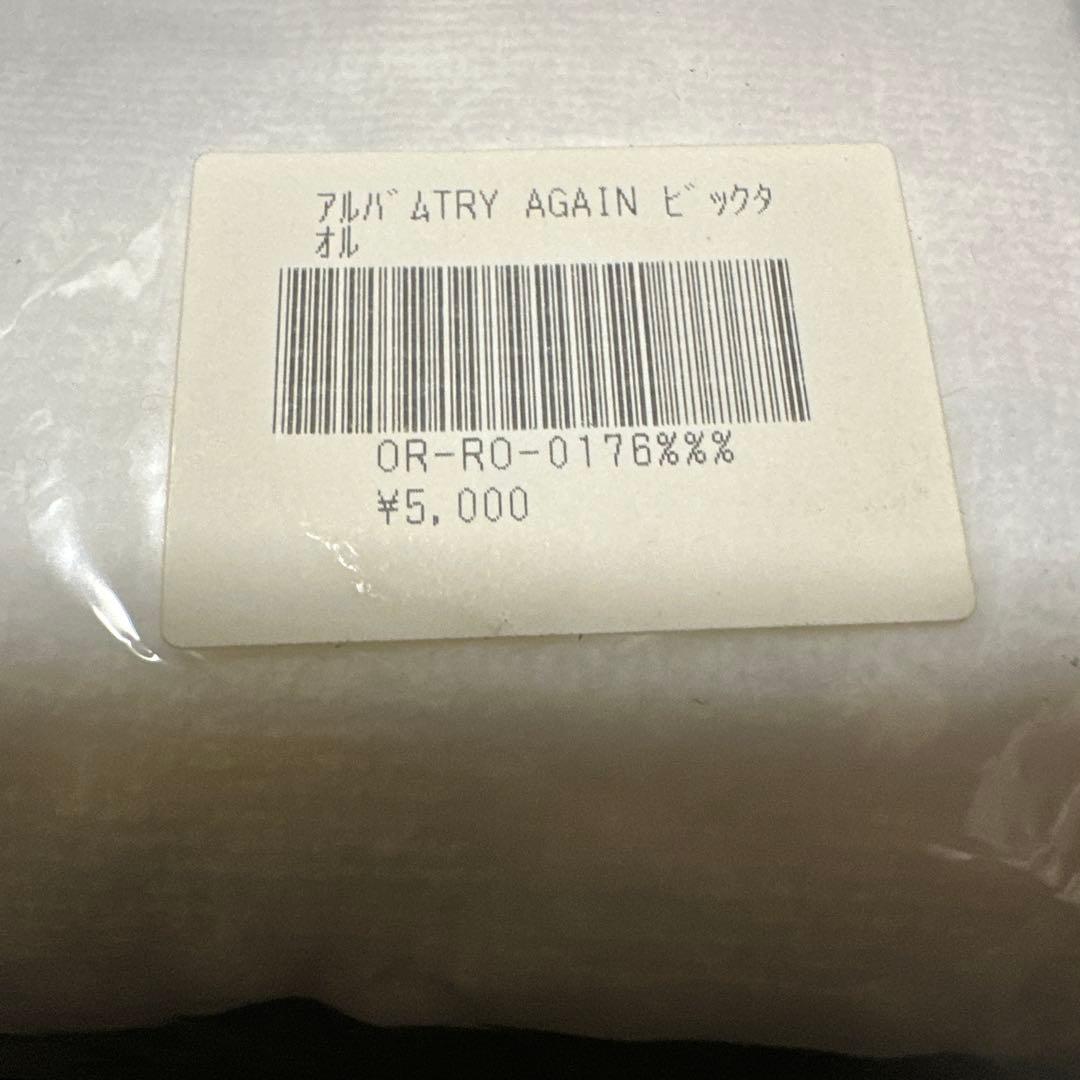 ｱﾙﾊﾞﾑTRY AGAIN ﾋﾞｯｸﾀ
ｵﾙ
OR-RO-0176%%%
¥5,000